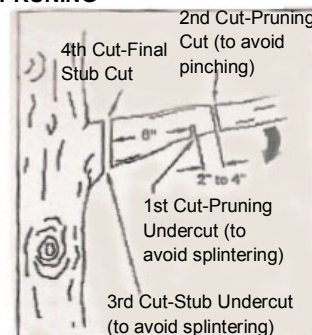 PRUNING
2nd Cut-Pruning
Cut (to avoid
pinching)
4th Cut-Final
Stub Cut
6"
2" to 4"
1st Cut-Pruning
Undercut (to
avoid splintering)
3rd Cut-Stub Undercut
(to avoid splintering)